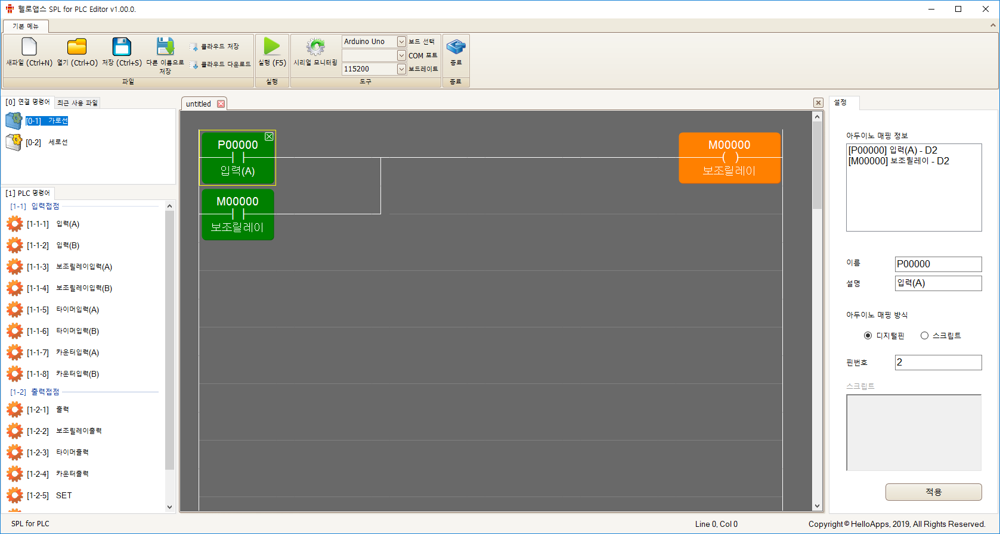 헬로앱스 SPL for PLC Editor v1.00.0.
기본 메뉴
새파일 (Ctrl+N)
열기 (Ctrl+O)
저장 (Ctrl+S)
다른 이름으로
저장
클라우드 저장
클라우드 다운로드
파일
실행 (F5)
실행
시리얼 모니터링
Arduino Uno
보드 선택
COM 포트
115200
보드레이트
도구
종료
종료
[0] 연결 명령어
최근 사용 파일
[0-1] 가로선
[0-2] 세로선
[1] PLC 명령어
[1-1] 입력접점
[1-1-1] 입력(A)
[1-1-2] 입력(B)
[1-1-3] 보조릴레이입력(A)
[1-1-4] 보조릴레이입력(B)
[1-1-5] 타이머입력(A)
[1-1-6] 타이머입력(B)
[1-1-7] 카운터입력(A)
[1-1-8] 카운터입력(B)
[1-2] 출력접점
[1-2-1] 출력
[1-2-2] 보조릴레이출력
[1-2-3] 타이머출력
[1-2-4] 카운터출력
[1-2-5] SET
untitled
P00000
입력(A)
M00000
보조릴레이
M00000
보조릴레이
설정
아두이노 매핑 정보
[P00000] 입력(A) - D2
[M00000] 보조릴레이 - D2
이름
P00000
설명
입력(A)
아두이노 매핑 방식
디지털핀
스크립트
핀번호
2
스크립트
적용
SPL for PLC
Line 0, Col 0
Copyright © HelloApps, 2019, All Rights Reserved.